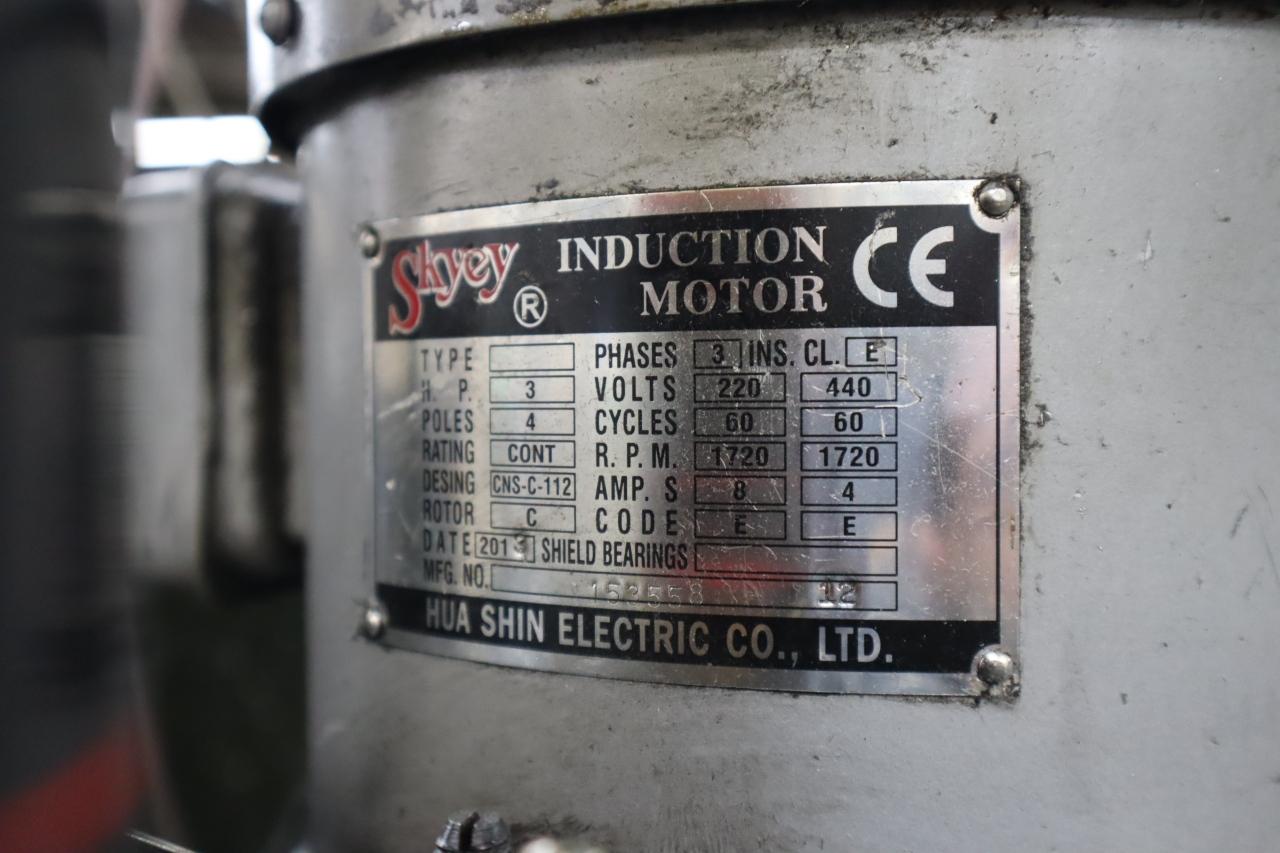 Skyey ® INDUCTION MOTOR CE
TYPE PHASES 3 INS. CL. E
H. P. 3 VOLTS 220 440
POLES 4 CYCLES 60 60
RATING CONT R. P. M. 1720 1720
DESING CNS-C-112 AMP. S 8 4
ROTOR C CODE E E
DATE 2013 SHIELD BEARINGS
MFG. NO. 153558 12
HUA SHIN ELECTRIC CO., LTD.